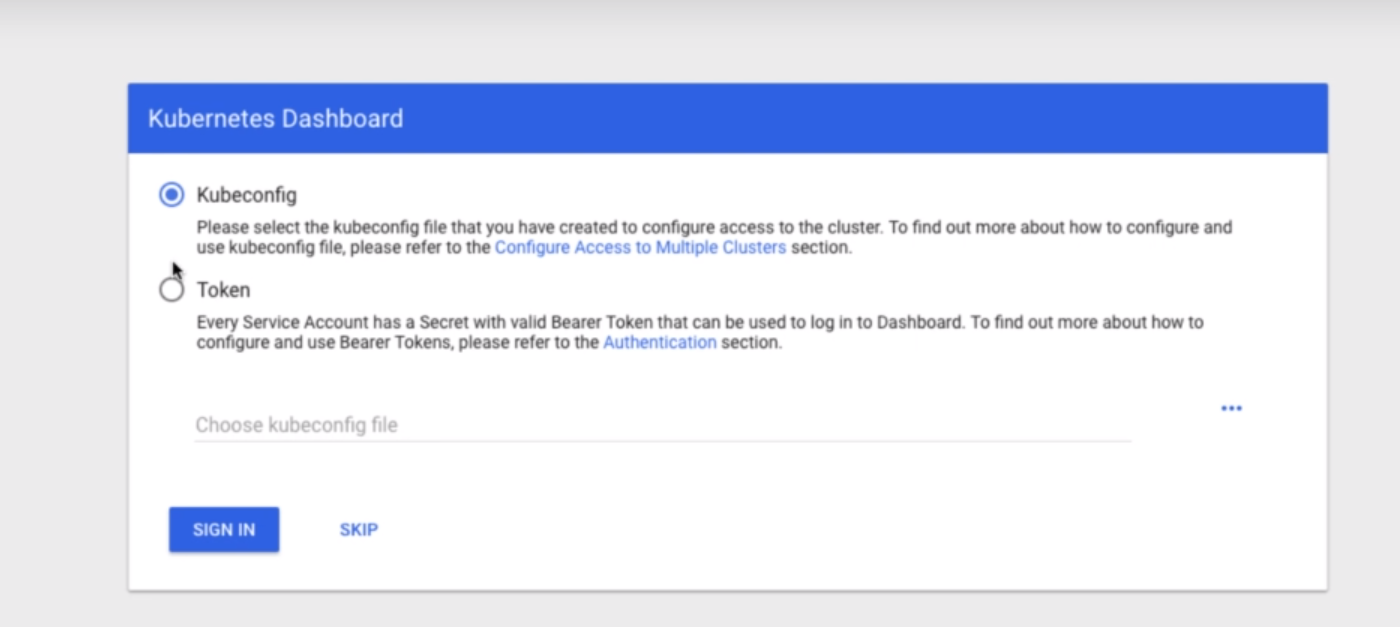 Kubernetes Dashboard
Kubeconfig
Please select the kubeconfig file that you have created to configure access to the cluster. To find out more about how to configure and
use kubeconfig file, please refer to the Configure Access to Multiple Clusters section.
Token
Every Service Account has a Secret with valid Bearer Token that can be used to log in to Dashboard. To find out more about how to
configure and use Bearer Tokens, please refer to the Authentication section.
Choose kubeconfig file
SIGN IN SKIP